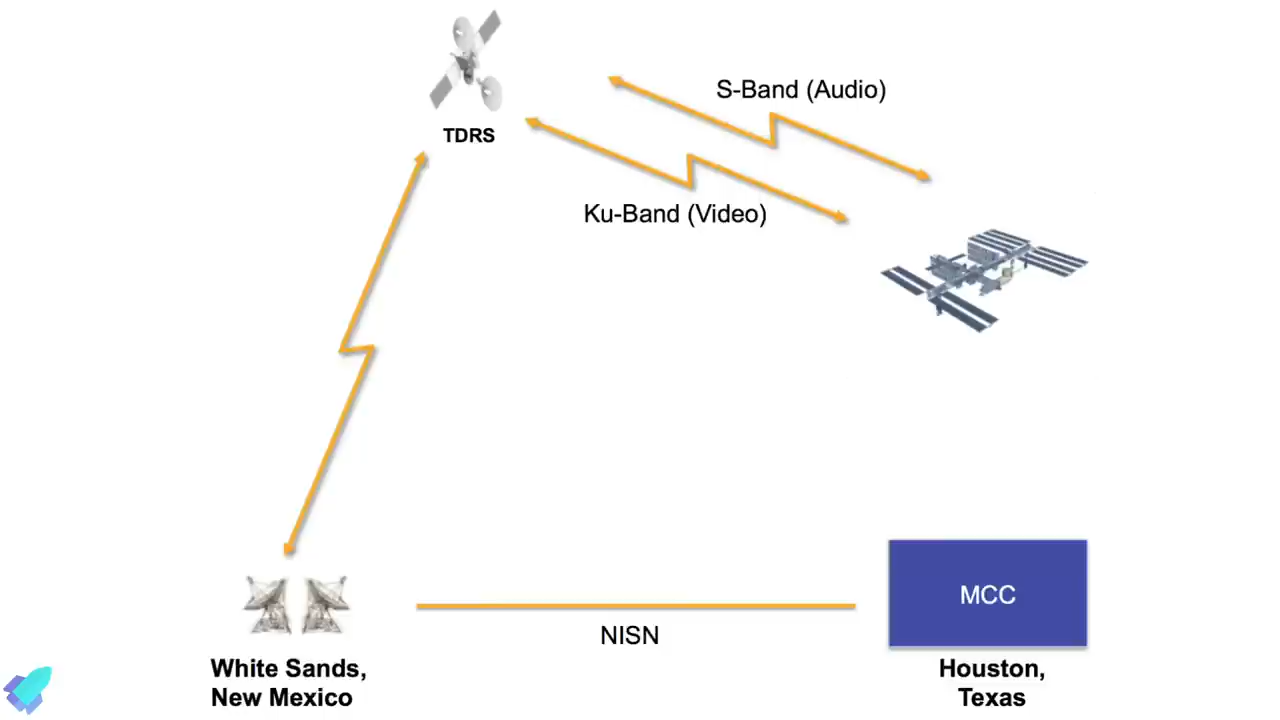 S-Band (Audio)
TDRS
Ku-Band (Video)
MCC
NISN
White Sands,
New Mexico
Houston,
Texas